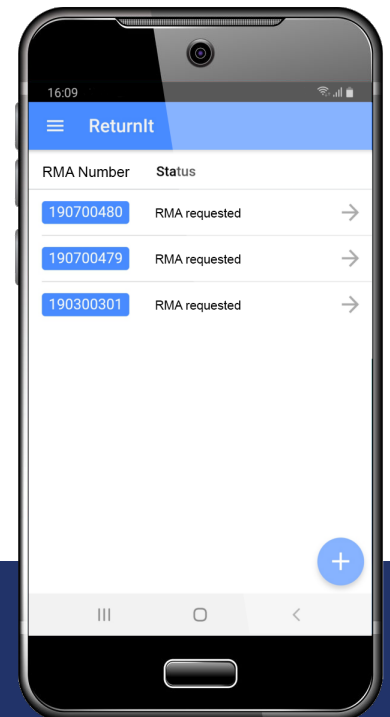 16:09
ReturnIt
RMA Number Status
190700480 RMA requested
190700479 RMA requested
190300301 RMA requested